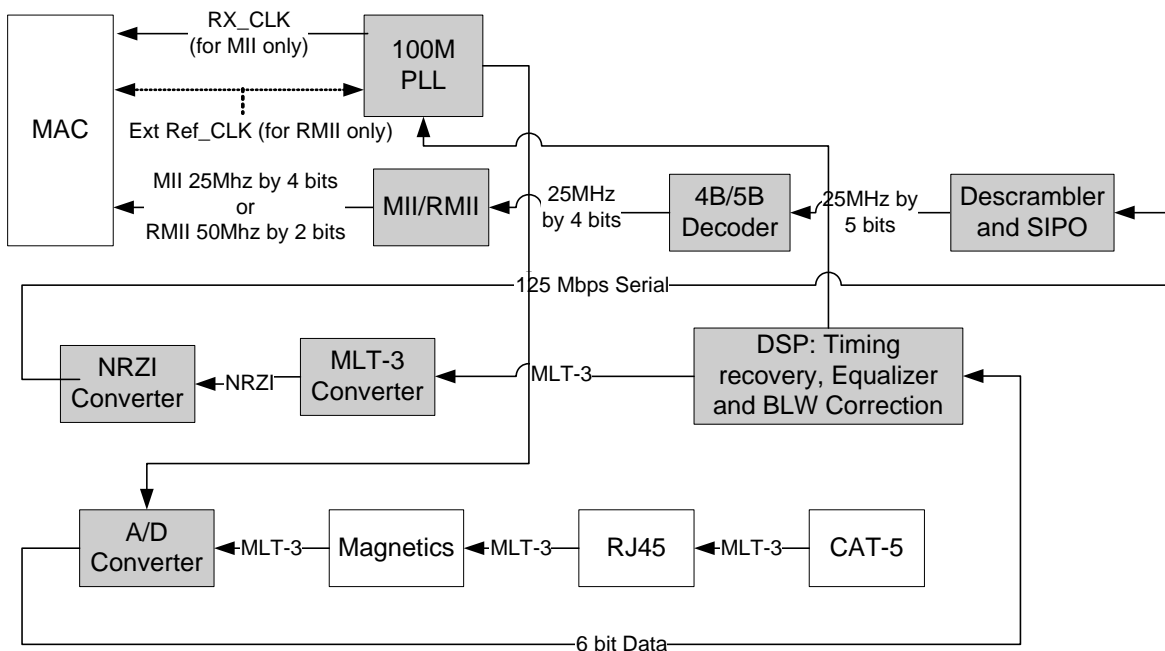 RX_CLK
(for MII only)
100M
PLL
MAC
Ext Ref_CLK (for RMII only)
MII 25Mhz by 4 bits
or
RMII 50Mhz by 2 bits
MII/RMII
25MHz
by 4 bits
4B/5B
Decoder
25MHz by
5 bits
Descrambler
and SIPO
125 Mbps Serial
NRZI
Converter
NRZI
MLT-3
Converter
MLT-3
DSP: Timing
recovery, Equalizer
and BLW Correction
A/D
Converter
MLT-3
Magnetics
MLT-3
RJ45
MLT-3
CAT-5
6 bit Data